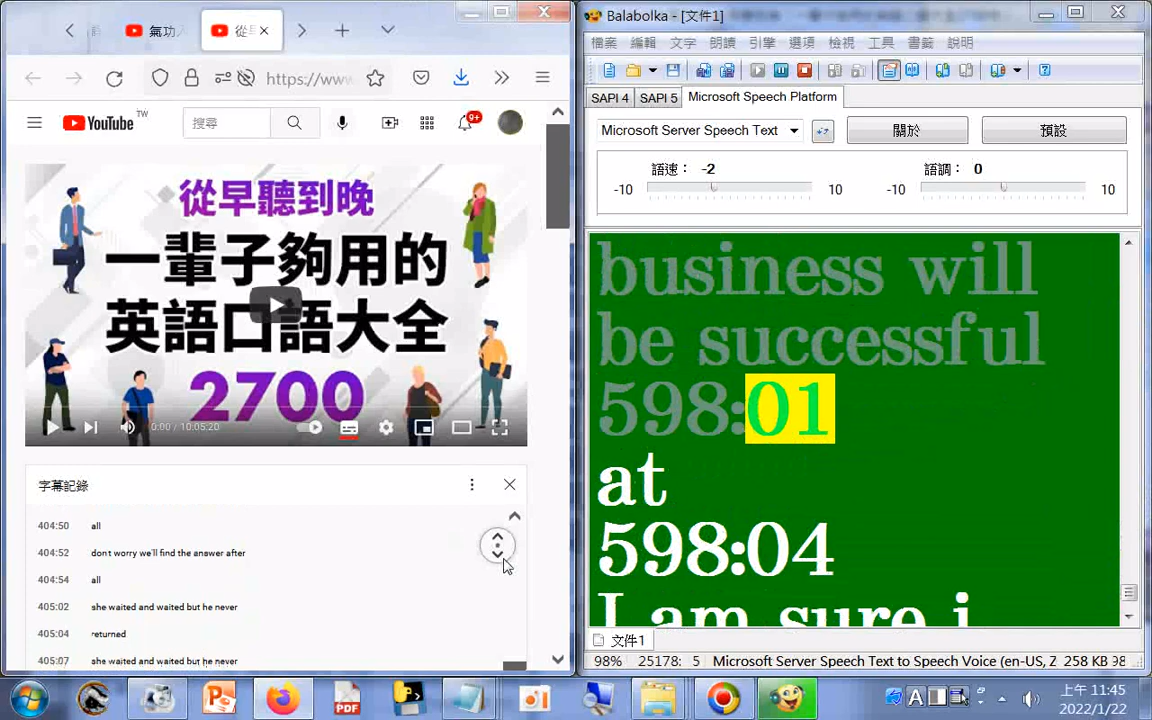 氣功
從
https://www
YouTube TW
搜尋
9+
從早聽到晚
一輩子夠用的
英語口語大全
2700
0:00 / 10:05:20
字幕記錄
404:50 all
404:52 don't worry we'll find the answer after
404:54 all
405:02 she waited and waited but he never
405:04 returned
405:07 she waited and waited but he never
Balabolka - [文件1]
檔案 編輯 文字 朗讀 引擎 選項 檢視 工具 書籤 說明
SAPI 4 SAPI 5 Microsoft Speech Platform
Microsoft Server Speech Text 關於 預設
語速： -2 語調： 0
-10 10 -10 10
business will
be successful
598:01
at
598:04
I am sure i
文件1
98% 25178: 5 Microsoft Server Speech Text to Speech Voice (en-US, Z 258 KB 98
PDF
A
上午 11:45
2022/1/22